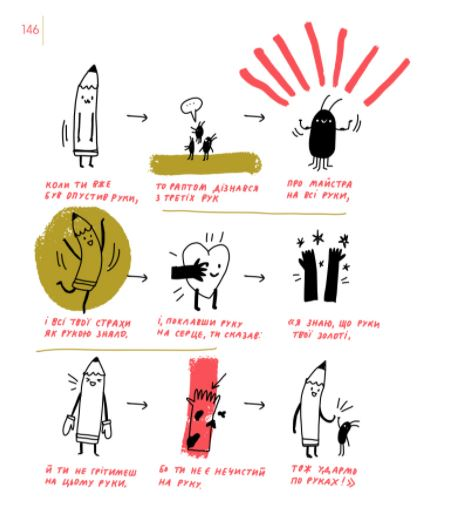 146
КОЛИ ТИ ВЖЕ
БУВ ОПУСТИВ РУКИ,
ТО РАПТОМ ДІЗНАВСЯ
З ТРЕТІХ РУК
ПРО МАЙСТРА
НА ВСІ РУКИ,
І ВСІ ТВОЇ СТРАХИ
ЯК РУКОЮ ЗНЯЛО,
І, ПОКЛАВШИ РУКУ
НА СЕРЦЕ, ТИ СКАЗАВ:
«Я ЗНАЮ, ЩО РУКИ
ТВОЇ ЗОЛОТІ,
Й ТИ НЕ ГРІТИМЕШ
НА ЦЬОМУ РУКИ.
БО ТИ НЕ Є НЕЧИСТИЙ
НА РУКУ.
ТОЖ УДАРМО
ПО РУКАХ!»